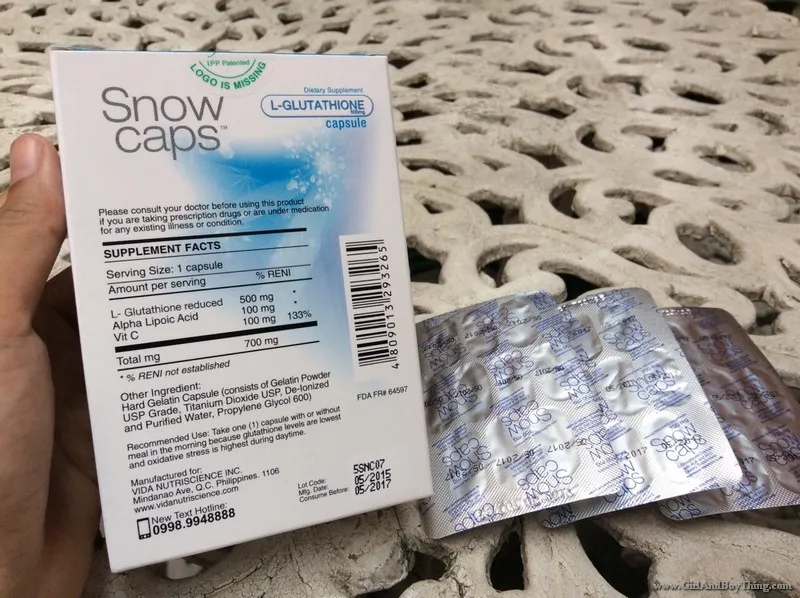 IPP Patented
LOGO IS MISSING
Snow
caps™
Dietary Supplement
L-GLUTATHIONE
500mg
capsule
Please consult your doctor before using this product
if you are taking prescription drugs or are under medication
for any existing illness or condition.
SUPPLEMENT FACTS
Serving Size: 1 capsule
Amount per serving % RENI
L- Glutathione reduced 500 mg *
Alpha Lipoic Acid 100 mg *
Vit C 100 mg 133%
Total mg 700 mg
* % RENI not established
4 809013 293265
FDA FR# 64597
Other Ingredient:
Hard Gelatin Capsule (consists of Gelatin Powder
USP Grade, Titanium Dioxide USP, De-Ionized
and Purified Water, Propylene Glycol 600)
Recommended Use: Take one (1) capsule with or without
meal in the morning because glutathione levels are lowest
and oxidative stress is highest during daytime.
Manufactured for:
VIDA NUTRISCIENCE INC.
Mindanao Ave, Q.C. Philippines. 1106
www.vidanutriscience.com
Lot Code: 5SNC07
Mfg. Date: 05/2015
Consume Before: 05/2017
New Text Hotline:
0998.9948888
Snow
caps
www.GirlAndBoyThing.com